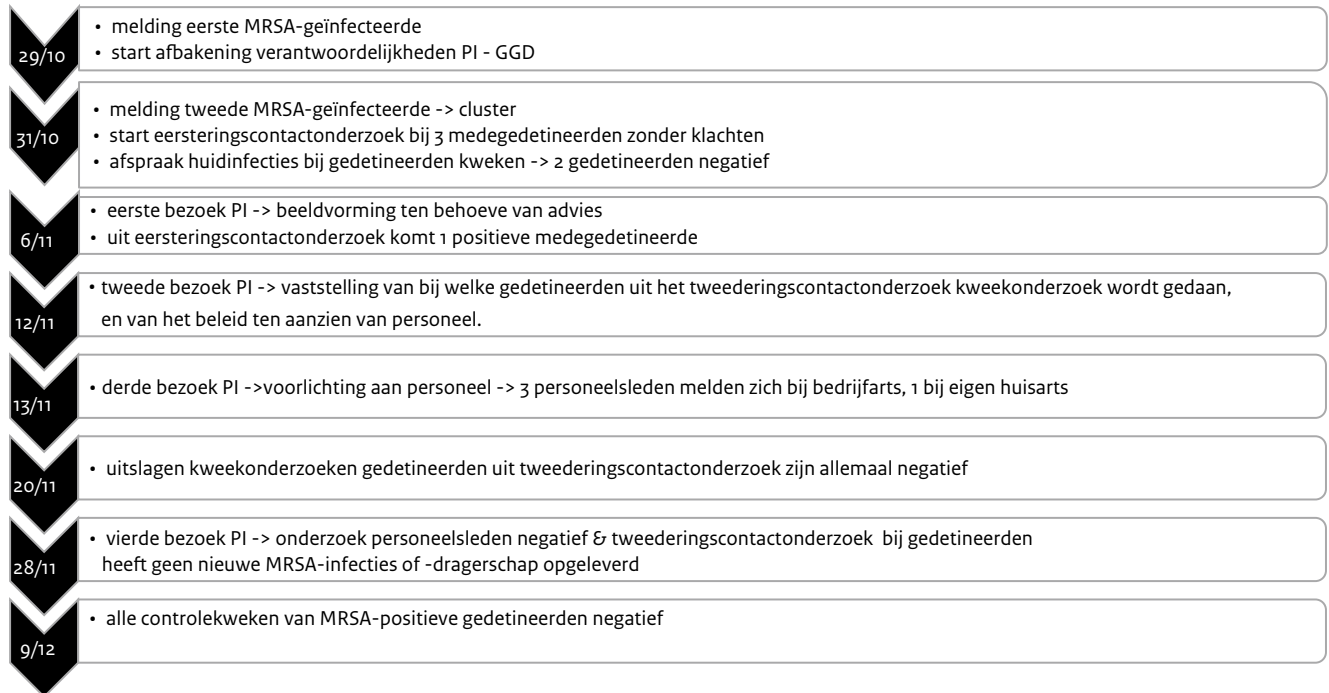 29/10
• melding eerste MRSA-geïnfecteerde
• start afbakening verantwoordelijkheden PI - GGD
31/10
• melding tweede MRSA-geïnfecteerde -> cluster
• start eersteringscontactonderzoek bij 3 medegedetineerden zonder klachten
• afspraak huidinfecties bij gedetineerden kweken -> 2 gedetineerden negatief
6/11
• eerste bezoek PI -> beeldvorming ten behoeve van advies
• uit eersteringscontactonderzoek komt 1 positieve medegedetineerde
12/11
• tweede bezoek PI -> vaststelling van bij welke gedetineerden uit het tweederingscontactonderzoek kweekonderzoek wordt gedaan,
en van het beleid ten aanzien van personeel.
13/11
• derde bezoek PI ->voorlichting aan personeel -> 3 personeelsleden melden zich bij bedrijfarts, 1 bij eigen huisarts
20/11
• uitslagen kweekonderzoeken gedetineerden uit tweederingscontactonderzoek zijn allemaal negatief
28/11
• vierde bezoek PI -> onderzoek personeelsleden negatief & tweederingscontactonderzoek bij gedetineerden
heeft geen nieuwe MRSA-infecties of -dragerschap opgeleverd
9/12
• alle controlekweken van MRSA-positieve gedetineerden negatief